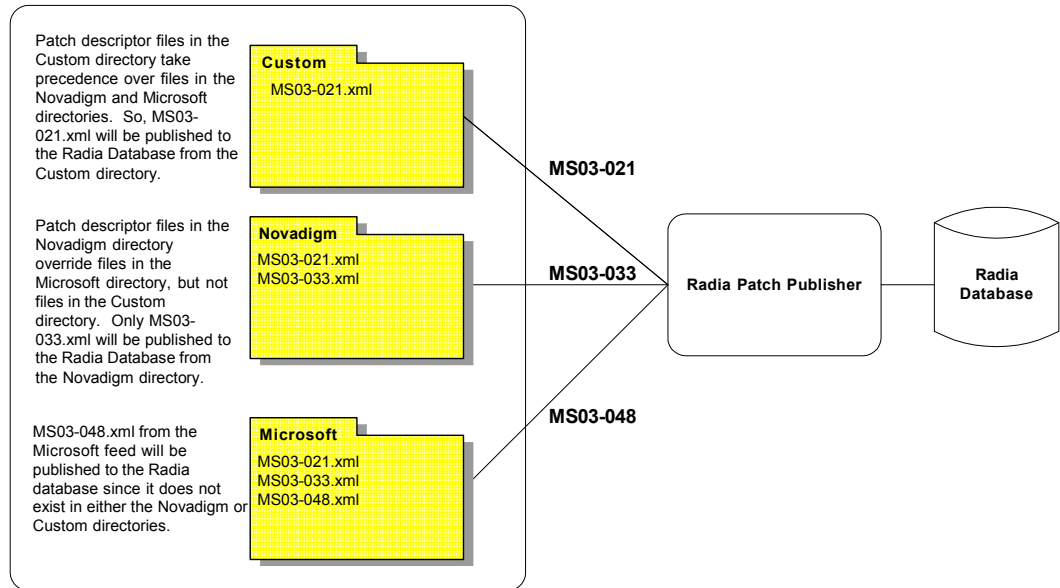 Patch descriptor files in the
Custom directory take
precedence over files in the
Novadigm and Microsoft
directories. So, MS03-
021.xml will be published to
the Radia Database from the
Custom directory.
Custom
MS03-021.xml
MS03-021
Patch descriptor files in the
Novadigm directory
override files in the
Microsoft directory, but not
files in the Custom
directory. Only MS03-
033.xml will be published to
the Radia Database from
the Novadigm directory.
Novadigm
MS03-021.xml
MS03-033.xml
MS03-033
Radia Patch Publisher
Radia
Database
MS03-048.xml from the
Microsoft feed will be
published to the Radia
database since it does not
exist in either the Novadigm or
Custom directories.
Microsoft
MS03-021.xml
MS03-033.xml
MS03-048.xml
MS03-048